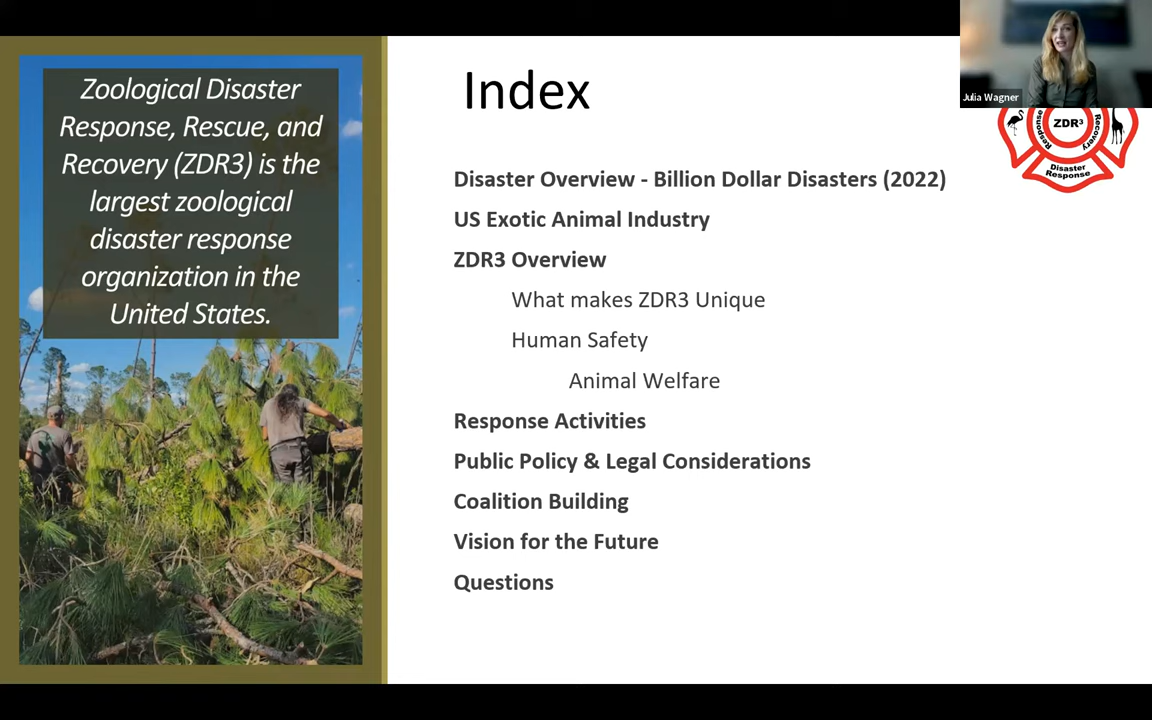 Zoological Disaster
Response, Rescue, and
Recovery (ZDR3) is the
largest zoological
disaster response
organization in the
United States.
Index
Julia Wagner
Response
ZDR³
Recovery
Disaster
Response
Disaster Overview - Billion Dollar Disasters (2022)
US Exotic Animal Industry
ZDR3 Overview
What makes ZDR3 Unique
Human Safety
Animal Welfare
Response Activities
Public Policy & Legal Considerations
Coalition Building
Vision for the Future
Questions